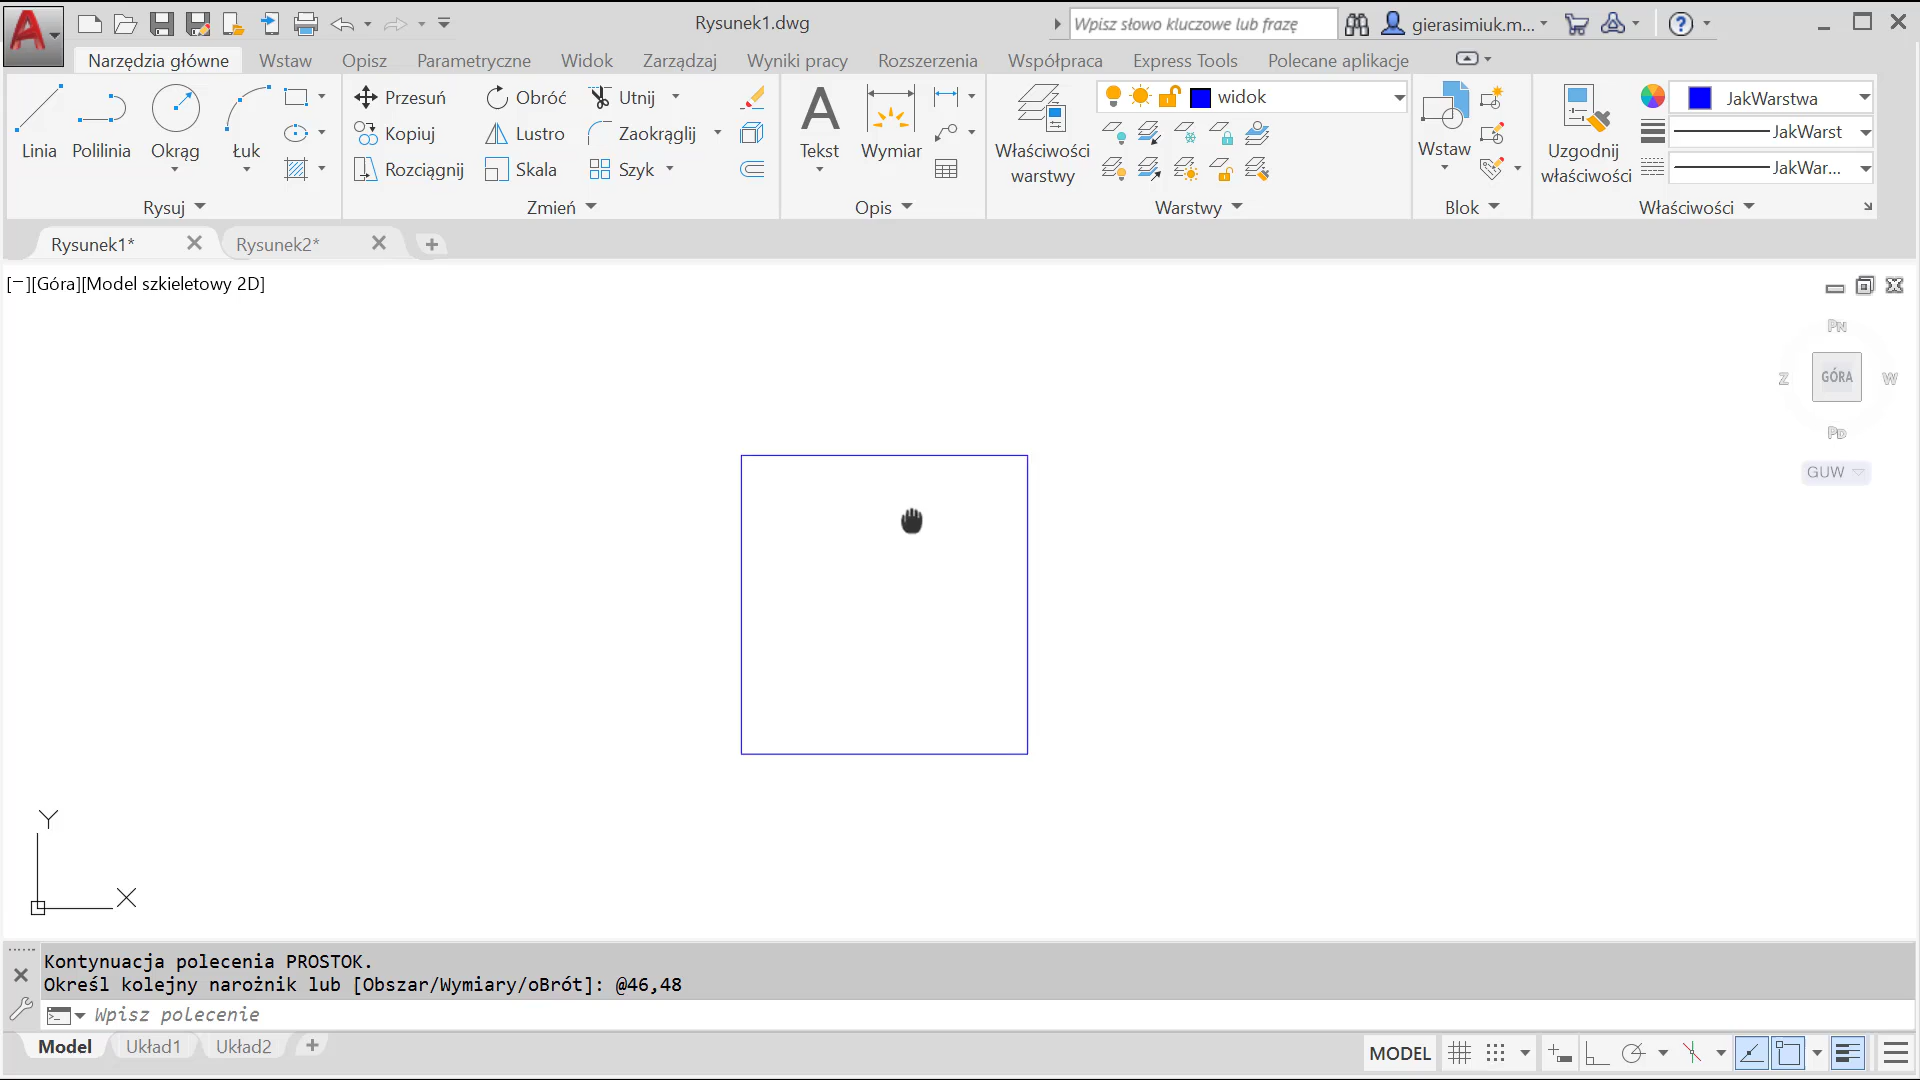 Rysunek1.dwg
Wpisz słowo kluczowe lub frazę
gierasimiuk.m...
Narzędzia główne Wstaw Opisz Parametryczne Widok Zarządzaj Wyniki pracy Rozszerzenia Współpraca Express Tools Polecane aplikacje
Linia Polilinia Okrąg Łuk
Przesuń Obróć Utnij
Kopiuj Lustro Zaokrąglij
Rozciągnij Skala Szyk
Tekst Wymiar
Właściwości
warstwy
widok
Wstaw
Uzgodnij
właściwości
JakWarstwa
JakWarst
JakWar...
Rysuj Zmień Opis Warstwy Blok Właściwości
Rysunek1* Rysunek2*
[−][Góra][Model szkieletowy 2D]
PN
Z GÓRA W
PD
GUW
Y
X
Kontynuacja polecenia PROSTOK.
Określ kolejny narożnik lub [Obszar/Wymiary/oBrót]: @46,48
Wpisz polecenie
Model Układ1 Układ2
MODEL